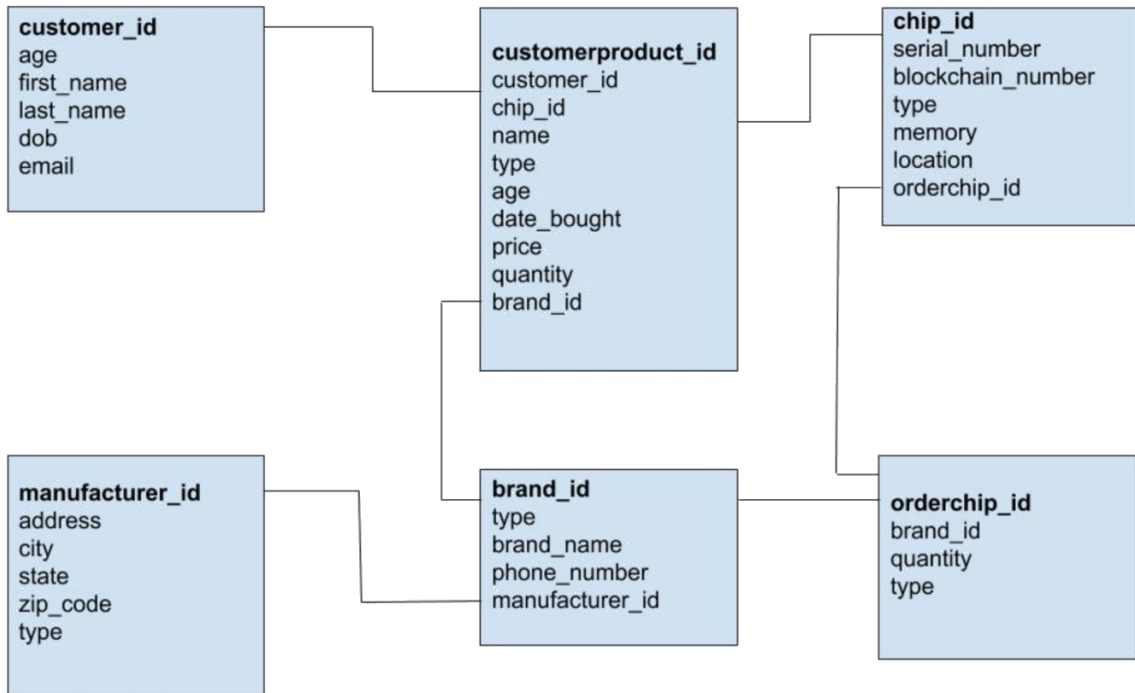 customer_id
age
first_name
last_name
dob
email
customerproduct_id
customer_id
chip_id
name
type
age
date_bought
price
quantity
brand_id
chip_id
serial_number
blockchain_number
type
memory
location
orderchip_id
manufacturer_id
address
city
state
zip_code
type
brand_id
type
brand_name
phone_number
manufacturer_id
orderchip_id
brand_id
quantity
type